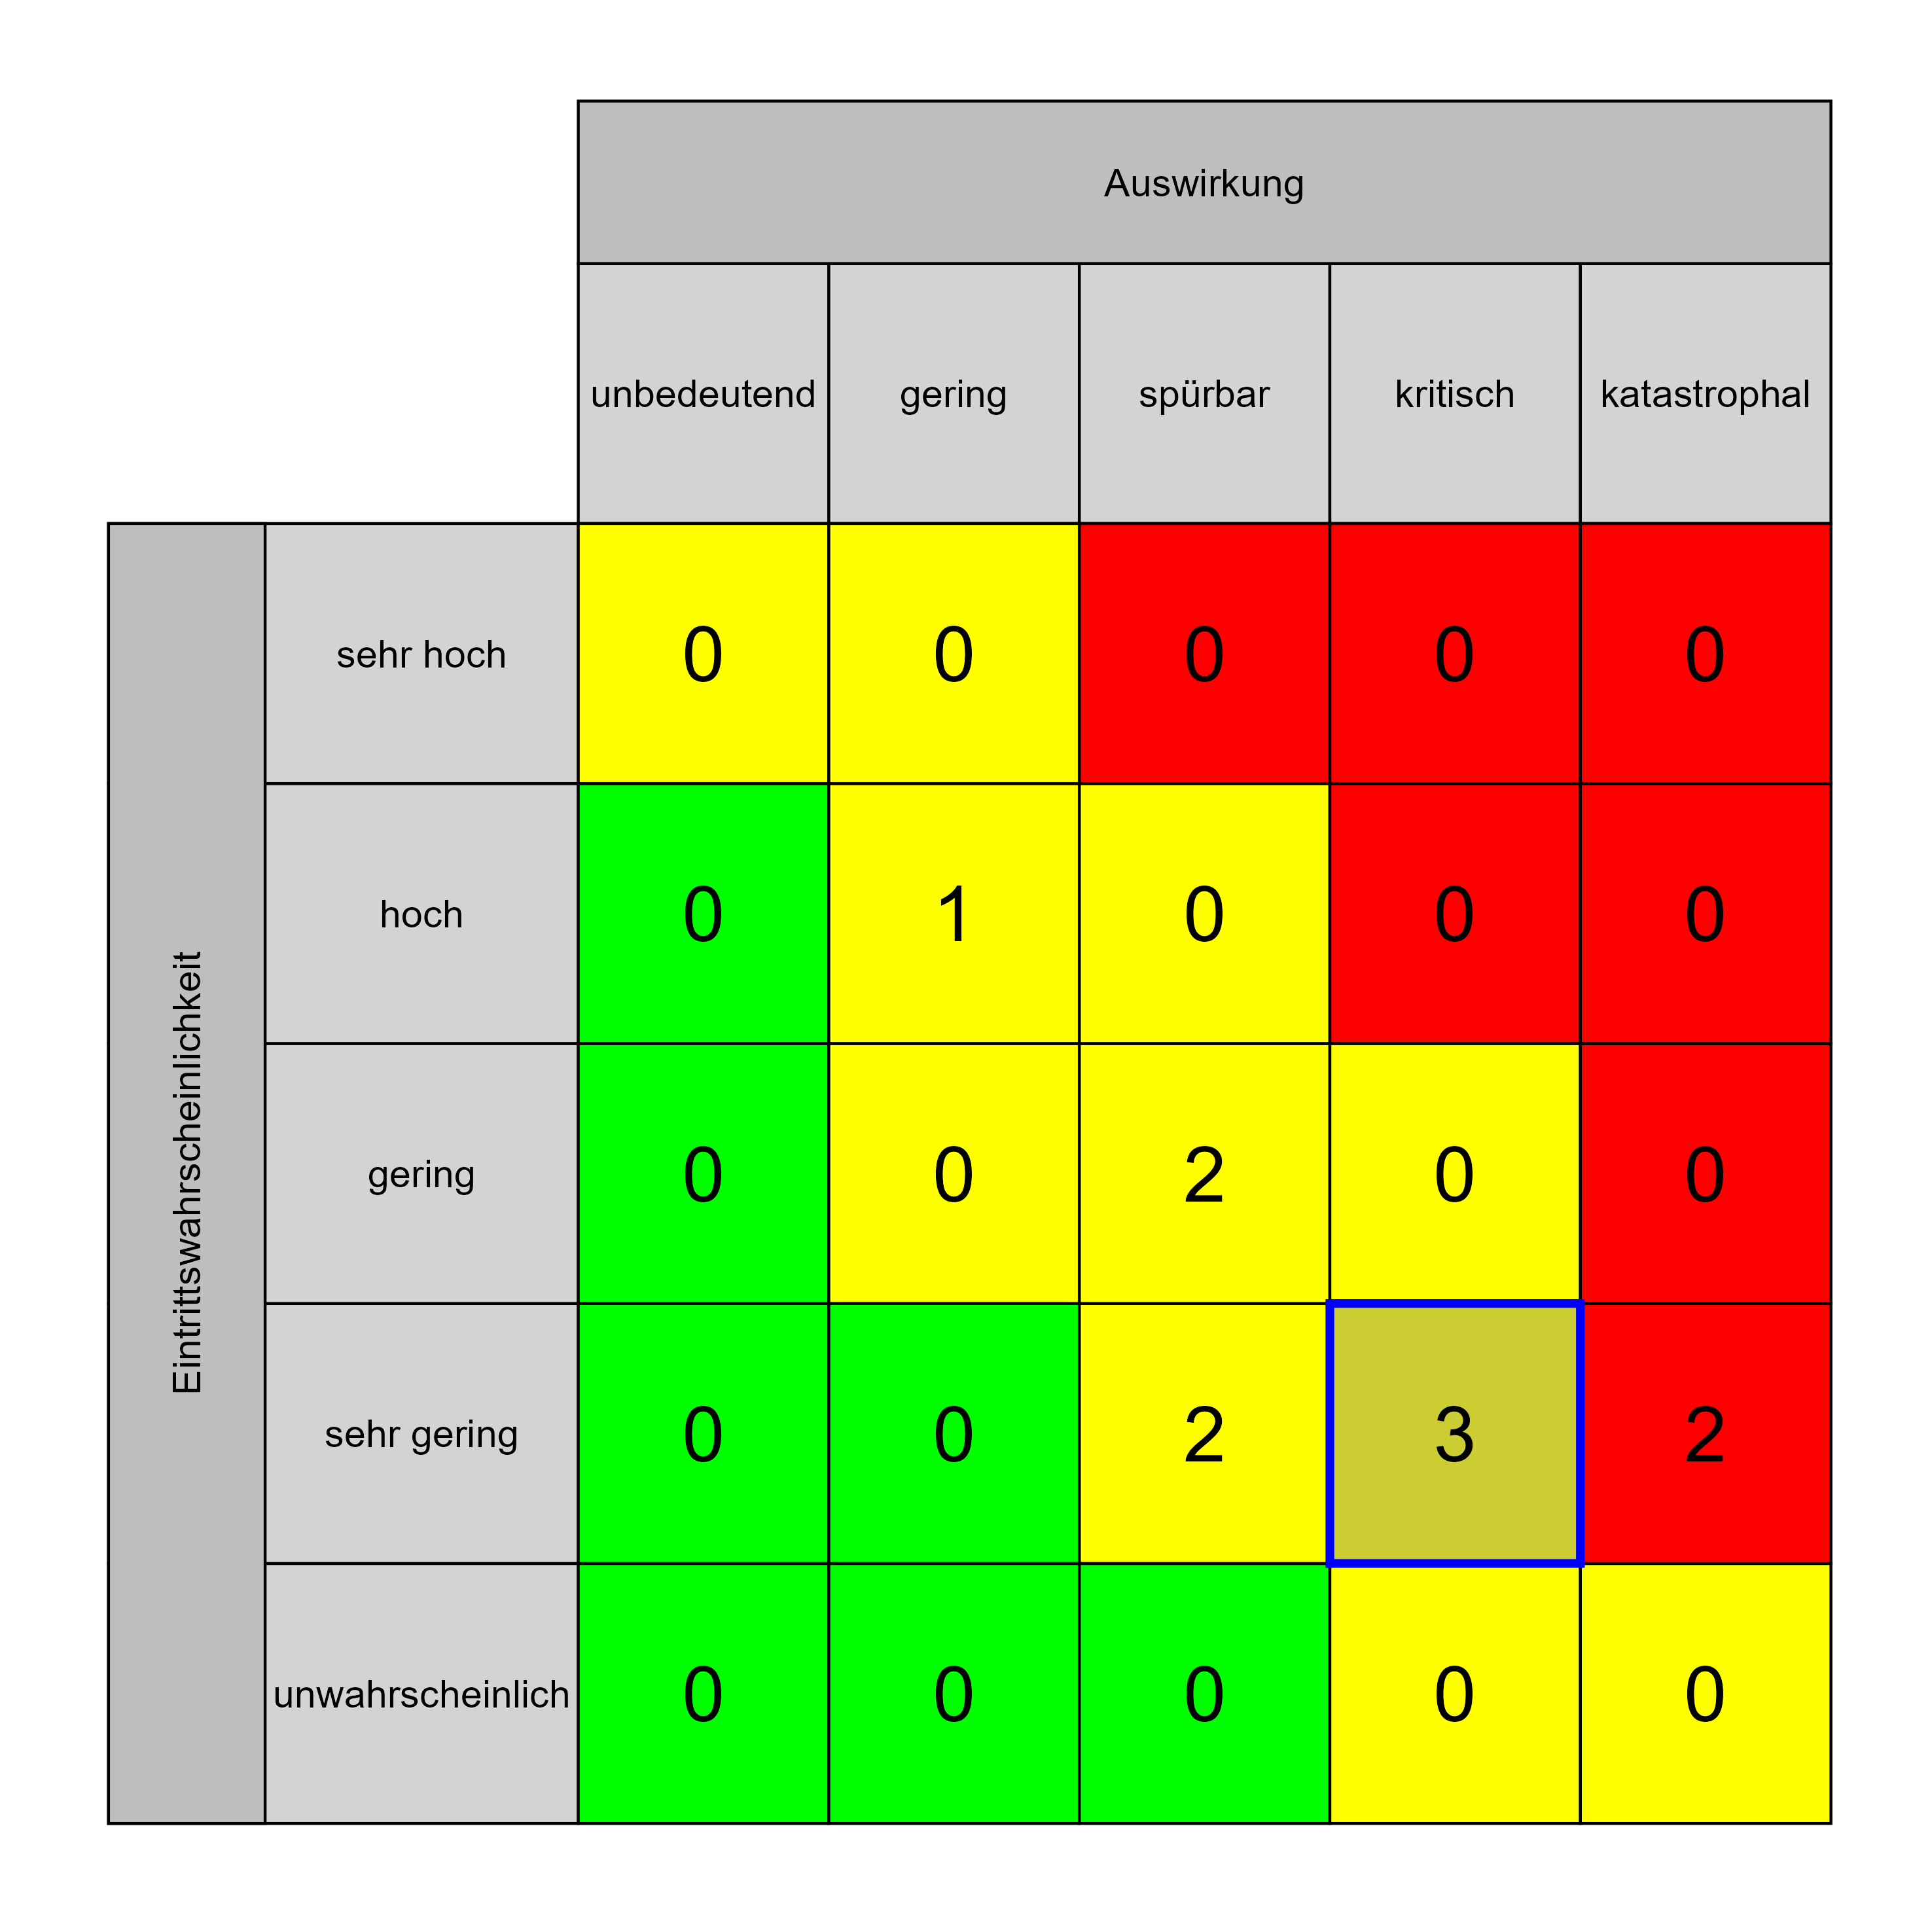 Auswirkung
unbedeutend gering spürbar kritisch katastrophal
Eintrittswahrscheinlichkeit
sehr hoch 0 0 0 0 0
hoch 0 1 0 0 0
gering 0 0 2 0 0
sehr gering 0 0 2 3 2
unwahrscheinlich 0 0 0 0 0